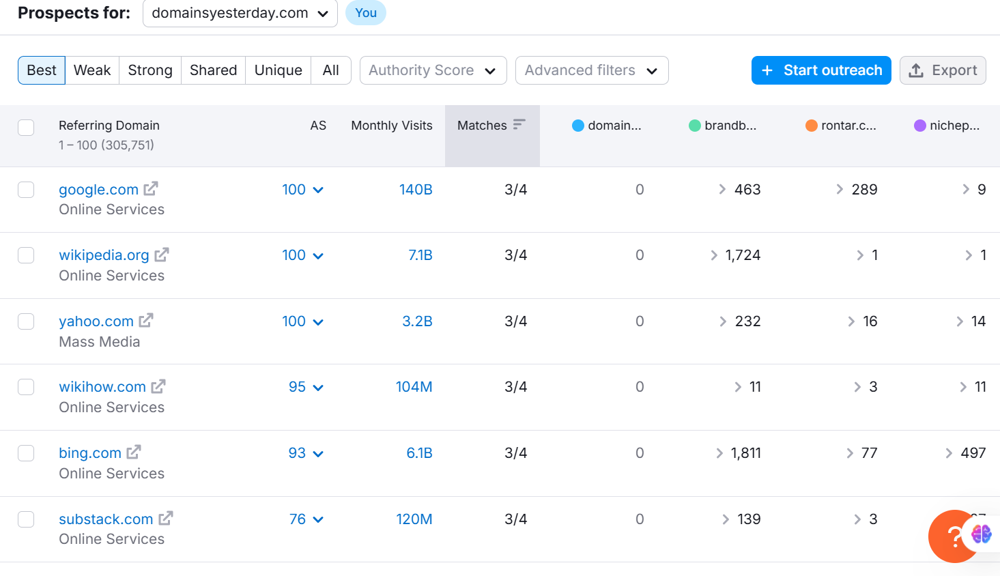 Prospects for: domainsyesterday.com You
Best Weak Strong Shared Unique All Authority Score Advanced filters + Start outreach Export
Referring Domain AS Monthly Visits Matches domain... brandb... rontar.c... nichep...
1 – 100 (305,751)
google.com 100 140B 3/4 0 463 289 9
Online Services
wikipedia.org 100 7.1B 3/4 0 1,724 1 1
Online Services
yahoo.com 100 3.2B 3/4 0 232 16 14
Mass Media
wikihow.com 95 104M 3/4 0 11 3 11
Online Services
bing.com 93 6.1B 3/4 0 1,811 77 497
Online Services
substack.com 76 120M 3/4 0 139 3
Online Services
?